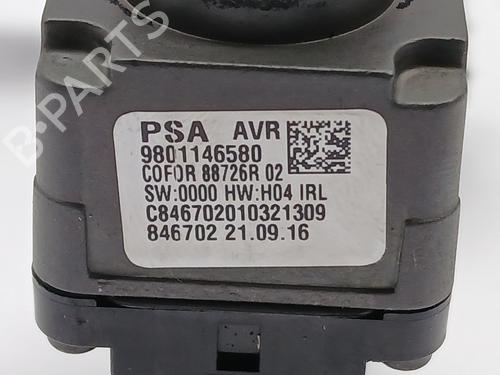 PSA AVR
9801146580
COFOR 88726R 02
SW:0000 HW:H04 IRL
C846702010321309
846702 21.09.16
B-PARTS